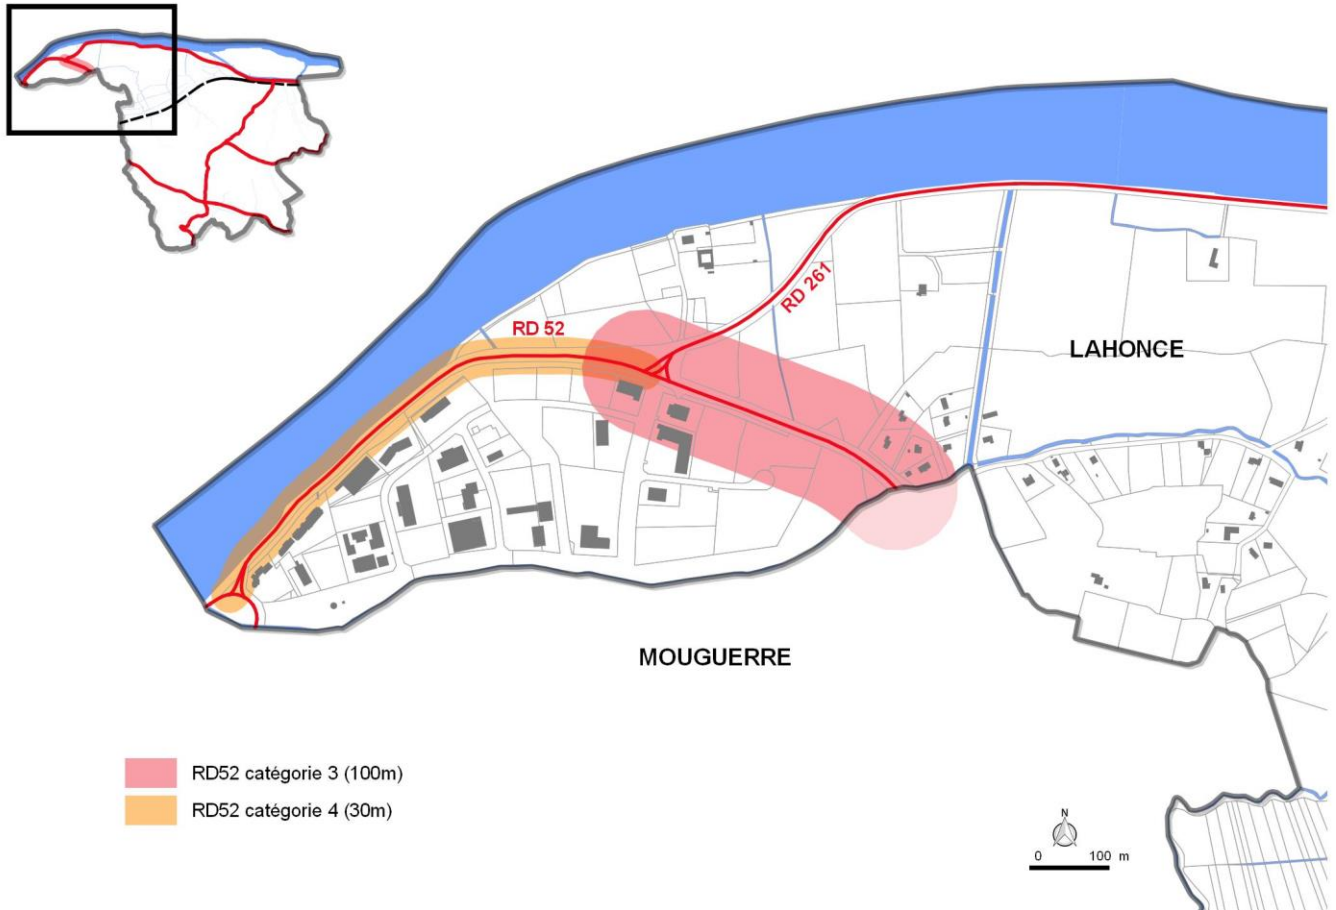 RD 52
RD 261
LAHONCE
MOUGUERRE
RD52 catégorie 3 (100m)
RD52 catégorie 4 (30m)
N
0 100 m